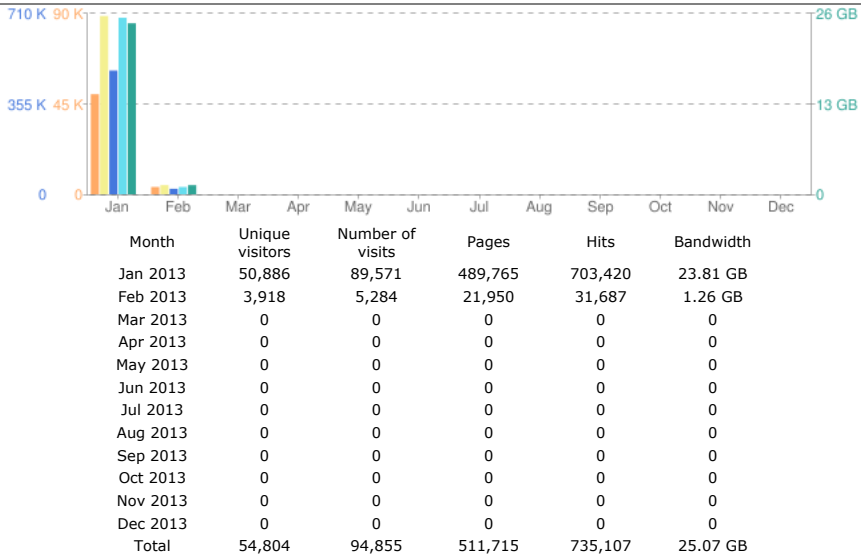 710 K 90 K 26 GB
355 K 45 K 13 GB
0 0 0
Jan Feb Mar Apr May Jun Jul Aug Sep Oct Nov Dec
Month Unique visitors Number of visits Pages Hits Bandwidth
Jan 2013 50,886 89,571 489,765 703,420 23.81 GB
Feb 2013 3,918 5,284 21,950 31,687 1.26 GB
Mar 2013 0 0 0 0 0
Apr 2013 0 0 0 0 0
May 2013 0 0 0 0 0
Jun 2013 0 0 0 0 0
Jul 2013 0 0 0 0 0
Aug 2013 0 0 0 0 0
Sep 2013 0 0 0 0 0
Oct 2013 0 0 0 0 0
Nov 2013 0 0 0 0 0
Dec 2013 0 0 0 0 0
Total 54,804 94,855 511,715 735,107 25.07 GB